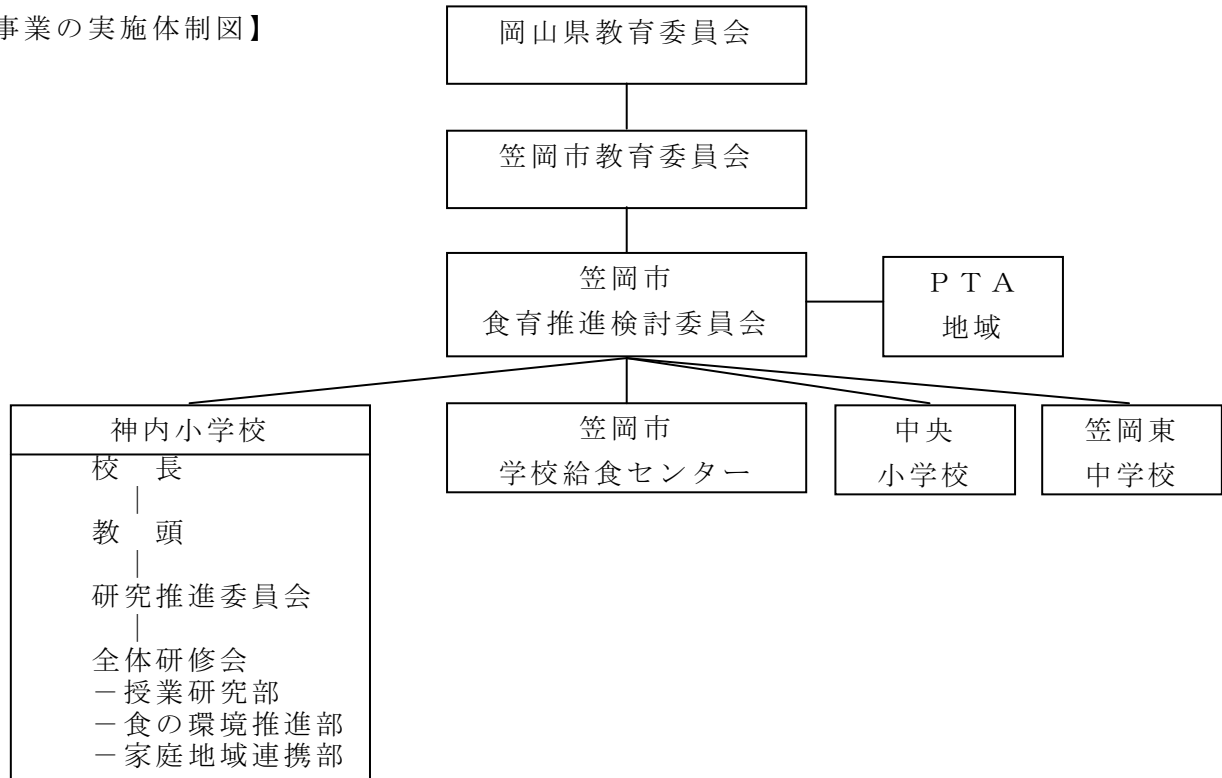 事業の実施体制図】
岡山県教育委員会
笠岡市教育委員会
笠岡市
食育推進検討委員会
ＰＴＡ
地域
神内小学校
校　長
｜
教　頭
｜
研究推進委員会
｜
全体研修会
－授業研究部
－食の環境推進部
－家庭地域連携部
笠岡市
学校給食センター
中央
小学校
笠岡東
中学校